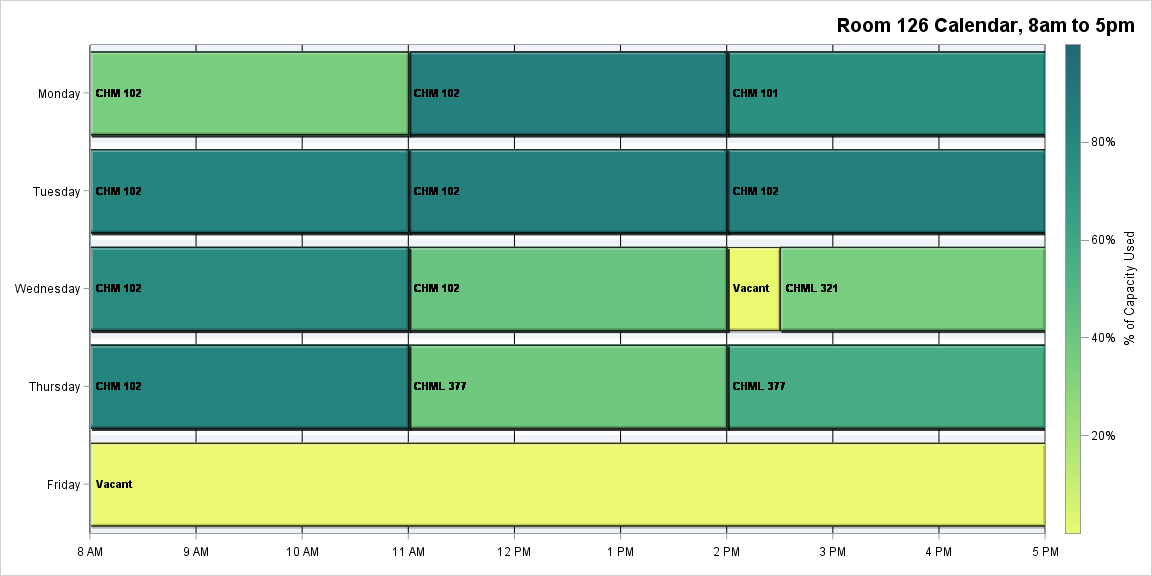 Room 126 Calendar, 8am to 5pm
Monday
CHM 102
CHM 102
CHM 101
Tuesday
CHM 102
CHM 102
CHM 102
Wednesday
CHM 102
CHM 102
Vacant
CHML 321
Thursday
CHM 102
CHML 377
CHML 377
Friday
Vacant
8 AM
9 AM
10 AM
11 AM
12 PM
1 PM
2 PM
3 PM
4 PM
5 PM
80%
60%
40%
20%
% of Capacity Used